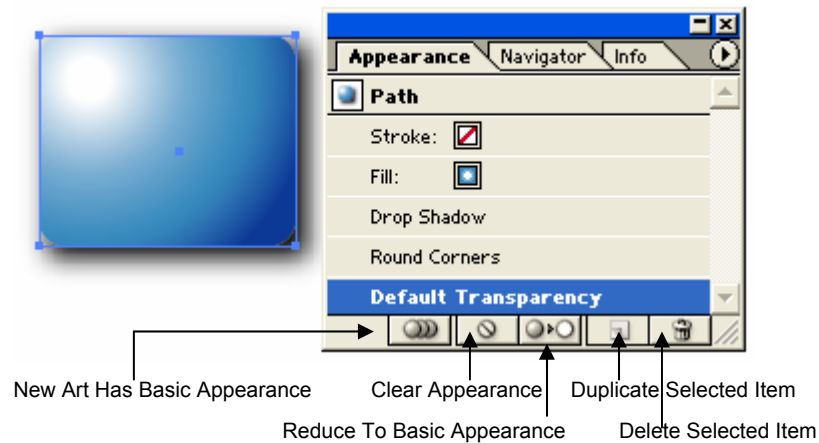 Appearance Navigator Info
Path
Stroke:
Fill:
Drop Shadow
Round Corners
Default Transparency
New Art Has Basic Appearance Clear Appearance Duplicate Selected Item
Reduce To Basic Appearance Delete Selected Item